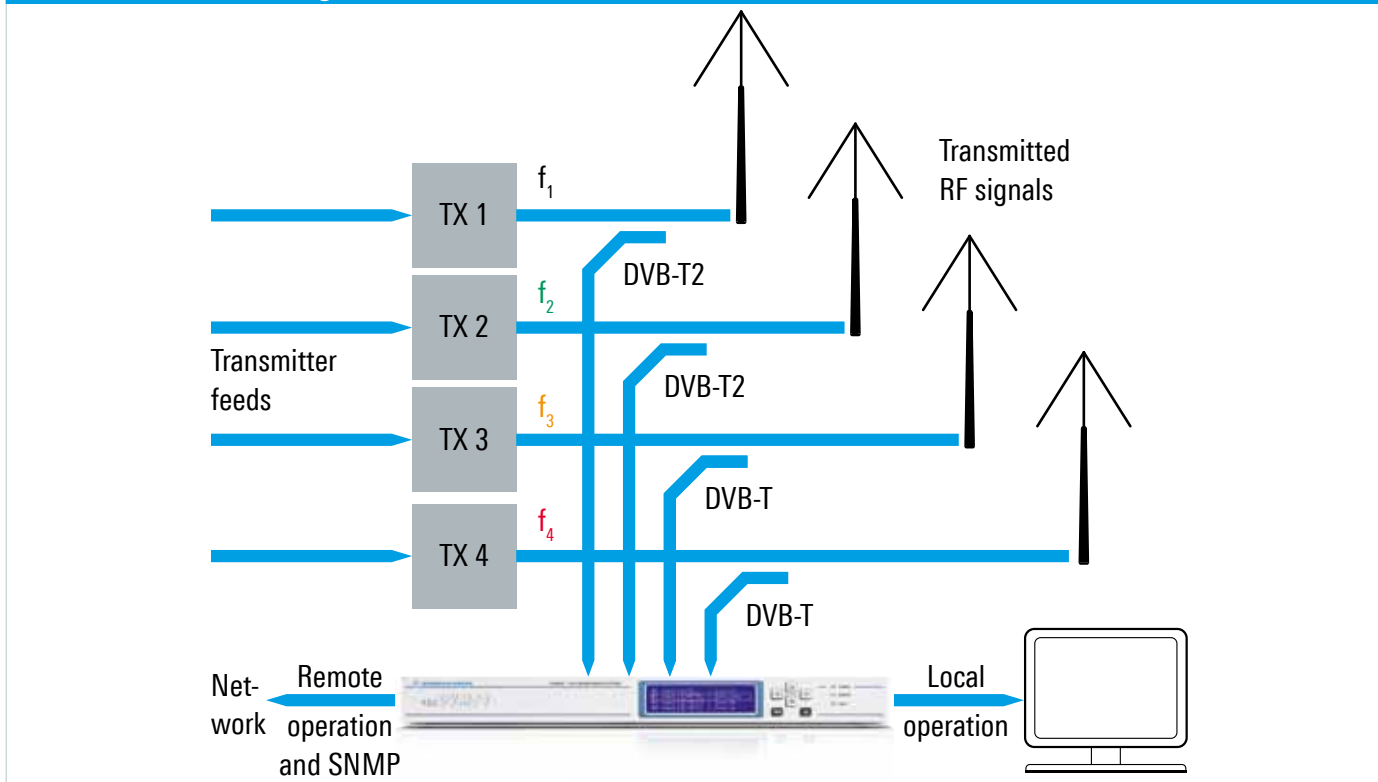 f1
TX 1
Transmitted
RF signals
DVB-T2
f2
TX 2
Transmitter
feeds
DVB-T2
f3
TX 3
DVB-T
f4
TX 4
DVB-T
Net-
work
Remote
operation
and SNMP
Local
operation